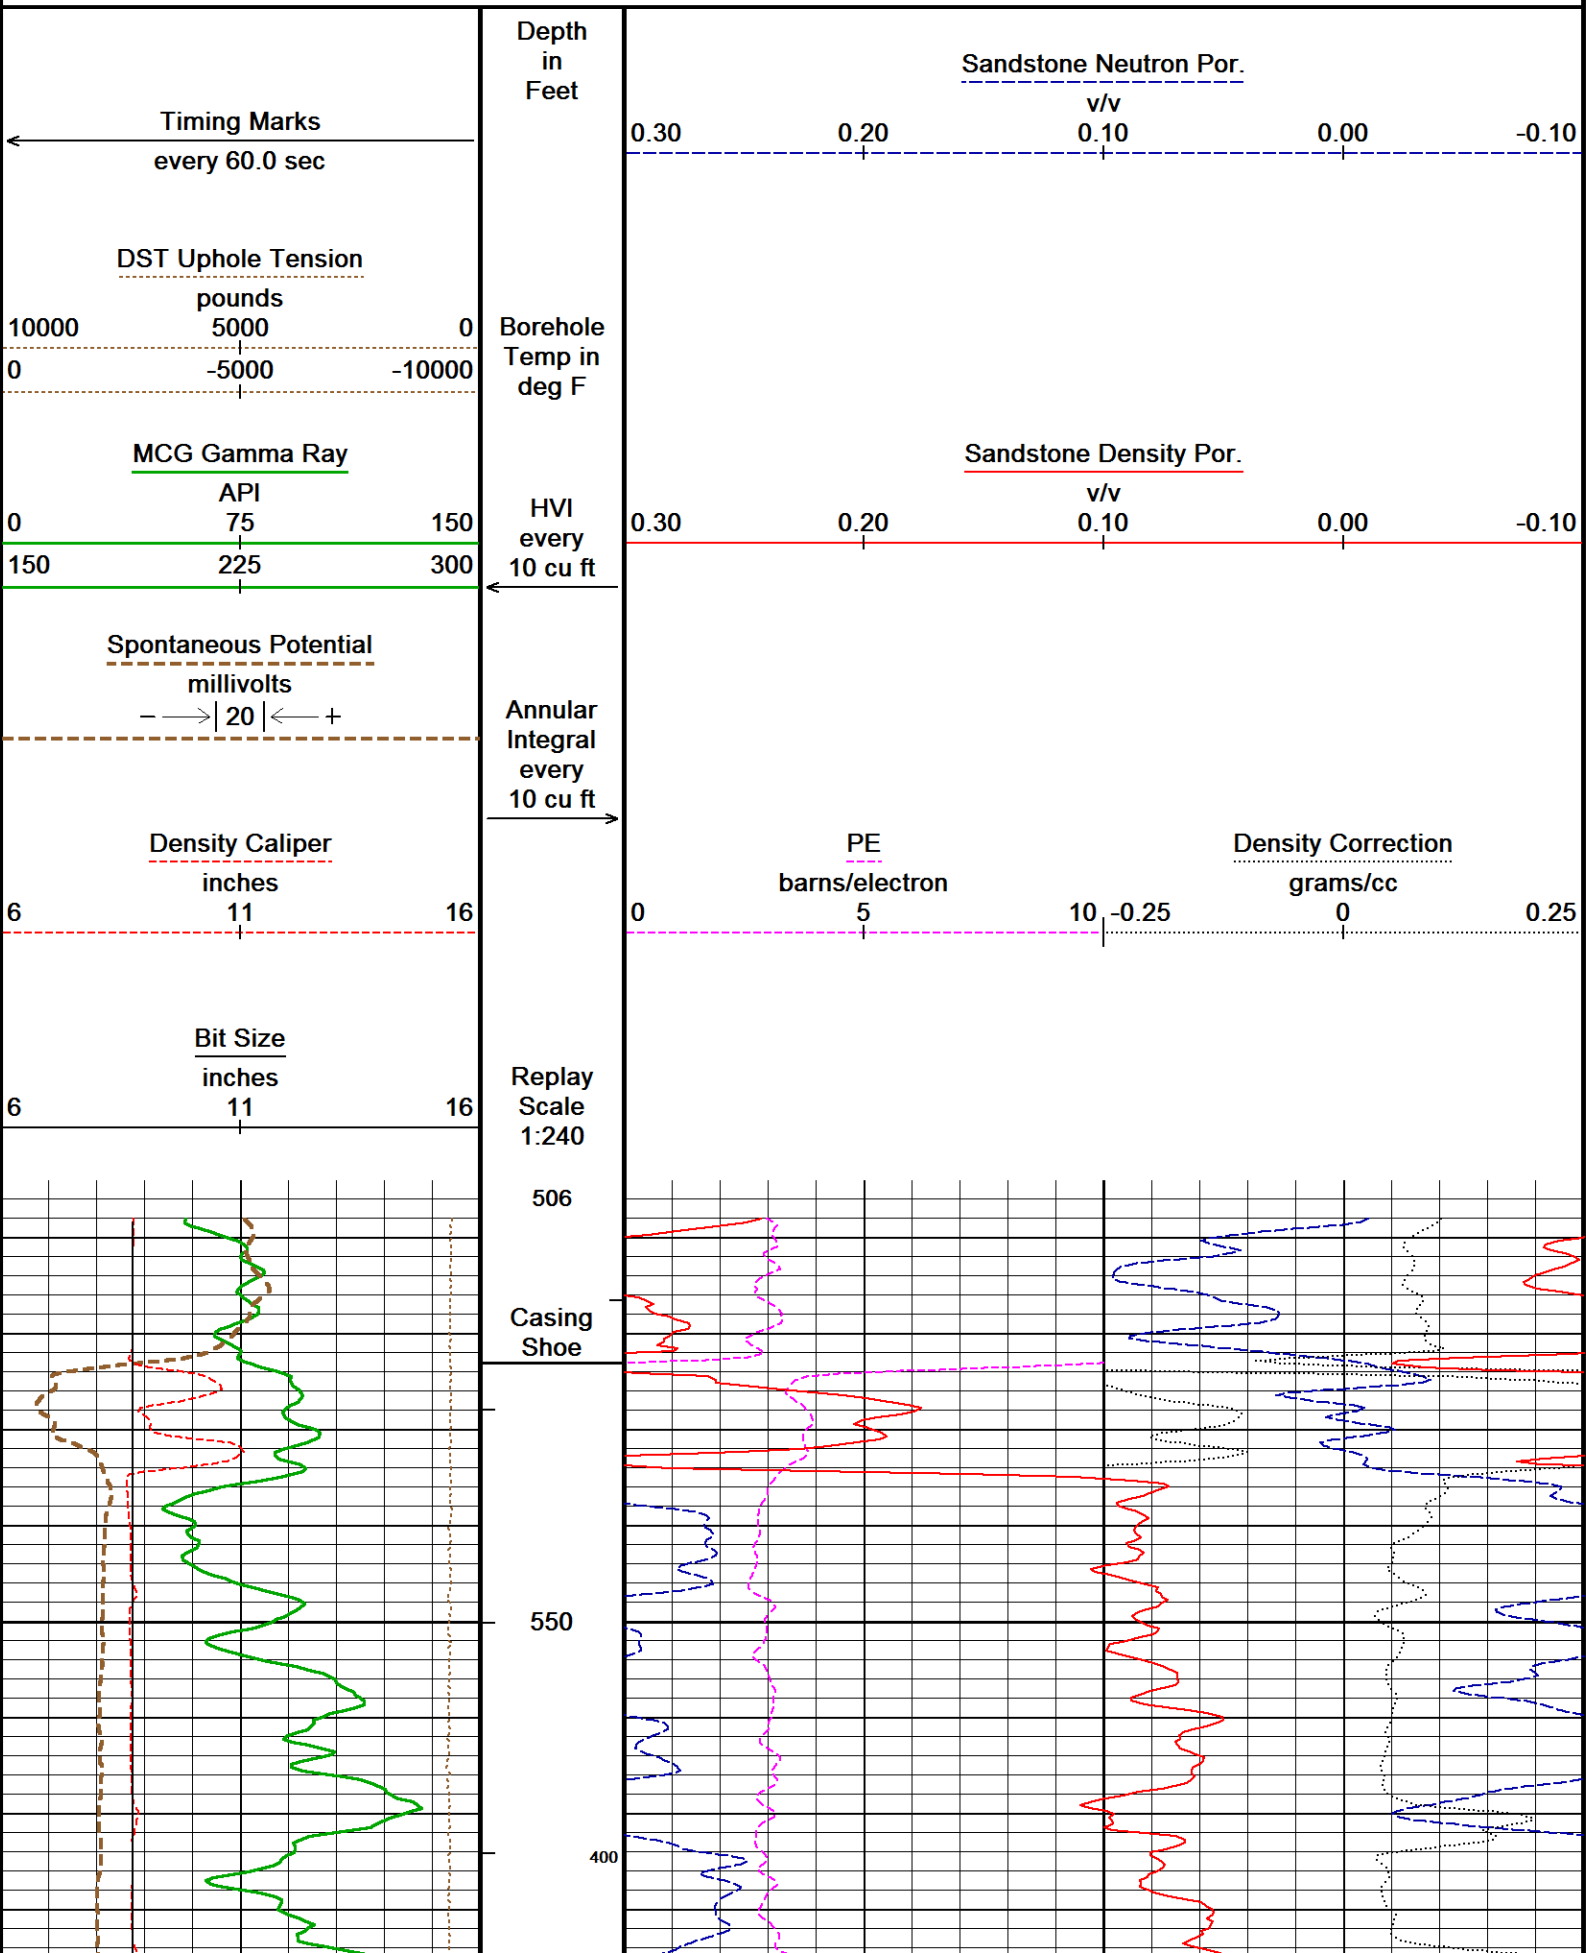 Timing Marks
every 60.0 sec
DST Uphole Tension
pounds
10000 5000 0
0 -5000 -10000
MCG Gamma Ray
API
0 75 150
150 225 300
Spontaneous Potential
millivolts
− 20 +
Density Caliper
inches
6 11 16
Bit Size
inches
6 11 16
Depth
in
Feet
Borehole
Temp in
deg F
HVI
every
10 cu ft
Annular
Integral
every
10 cu ft
Replay
Scale
1:240
506
Casing
Shoe
550
400
Sandstone Neutron Por.
v/v
0.30 0.20 0.10 0.00 -0.10
Sandstone Density Por.
v/v
0.30 0.20 0.10 0.00 -0.10
PE
barns/electron
0 5 10
Density Correction
grams/cc
-0.25 0 0.25